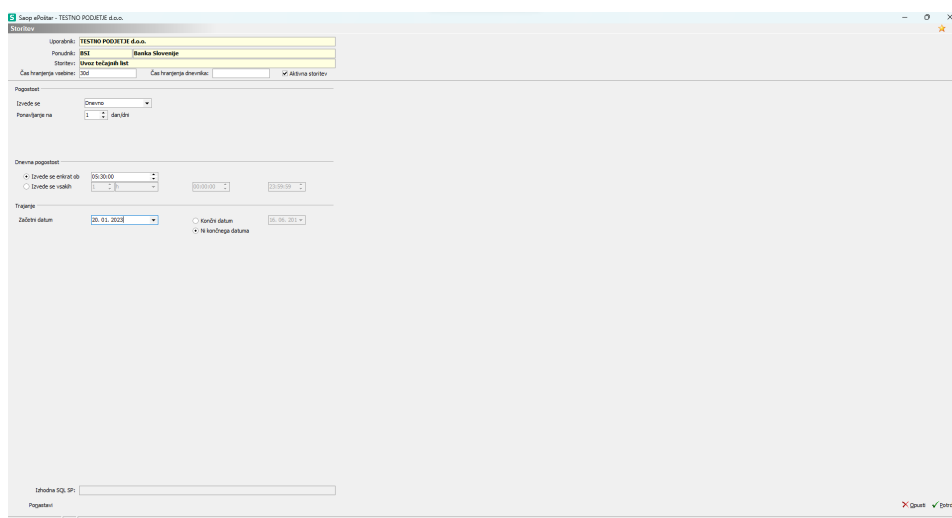 Saop ePoštar - TESTNO PODJETJE d.o.o.
Storitev
Uporabnik: TESTNO PODJETJE d.o.o.
Ponudnik: BSI Banka Slovenije
Storitev: Uvoz tečajnih list
Čas hranjenja vsebine: 30d Čas hranjenja dnevnika: Aktivna storitev
Pogostost
Izvede se Dnevno
Ponavljanje na 1 dan/dni
Dnevna pogostost
Izvede se enkrat ob 05:30:00
Izvede se vsakih 1 h 00:00:00 23:59:59
Trajanje
Začetni datum 20. 01. 2023 Končni datum 201
Ni končnega datuma
Izhodna SQL SP:
Ponastavi Opusti Potrd